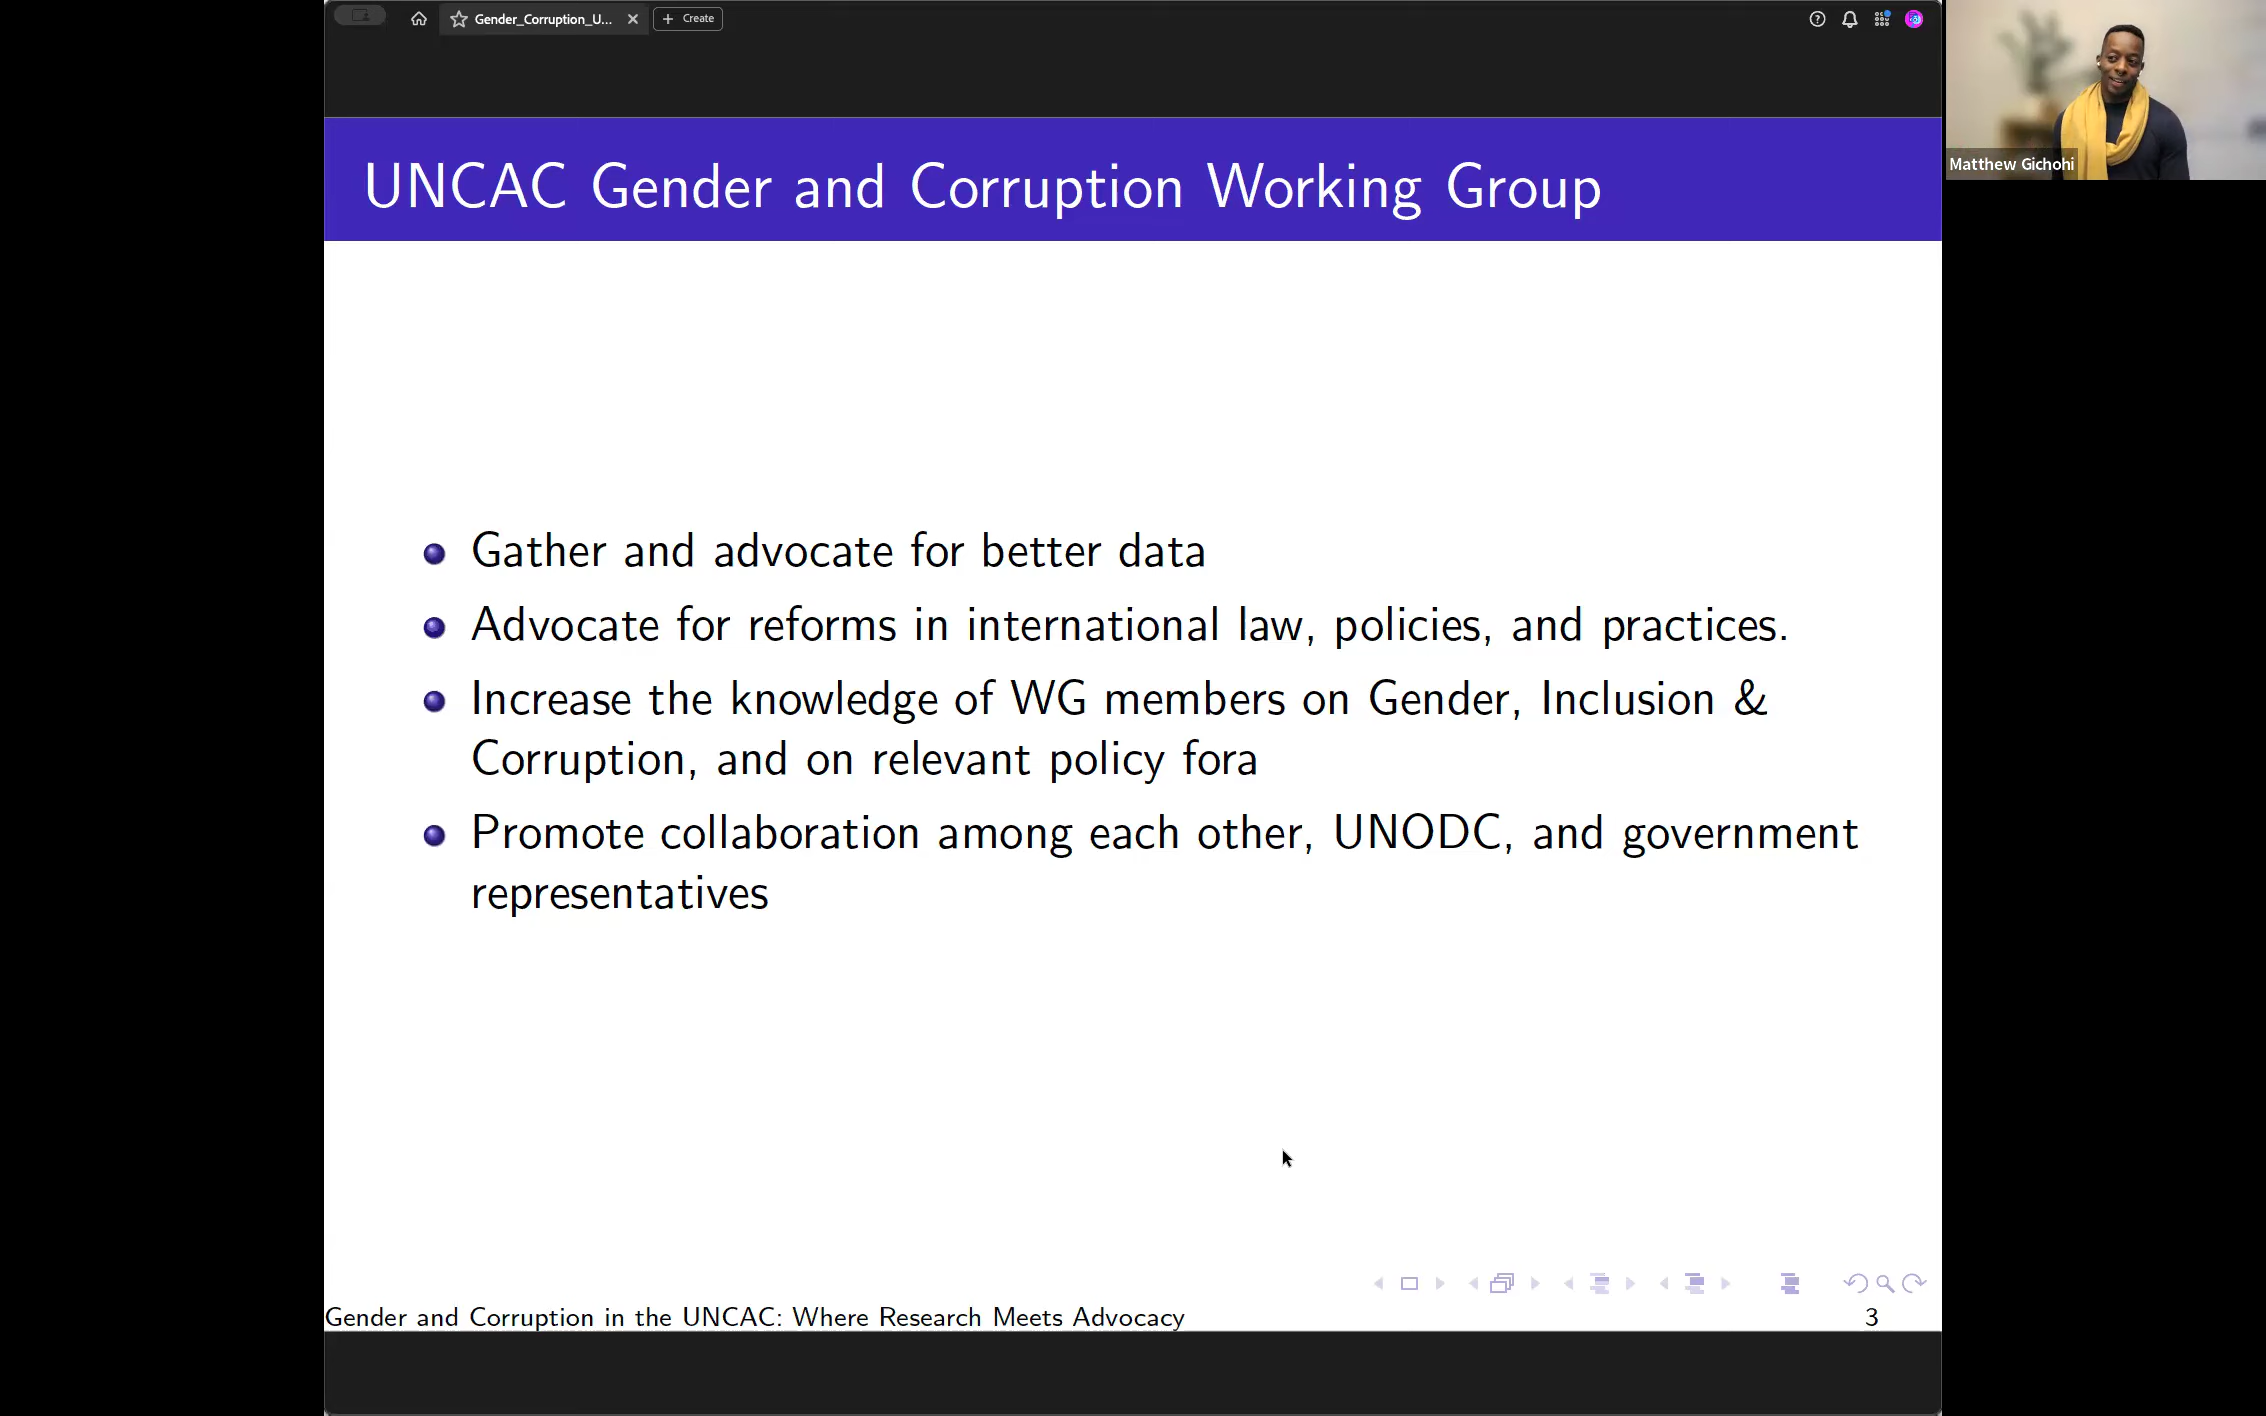 Gender_Corruption_U...
Create
Matthew Gichohi
UNCAC Gender and Corruption Working Group
Gather and advocate for better data
Advocate for reforms in international law, policies, and practices.
Increase the knowledge of WG members on Gender, Inclusion &
Corruption, and on relevant policy fora
Promote collaboration among each other, UNODC, and government
representatives
Gender and Corruption in the UNCAC: Where Research Meets Advocacy
3